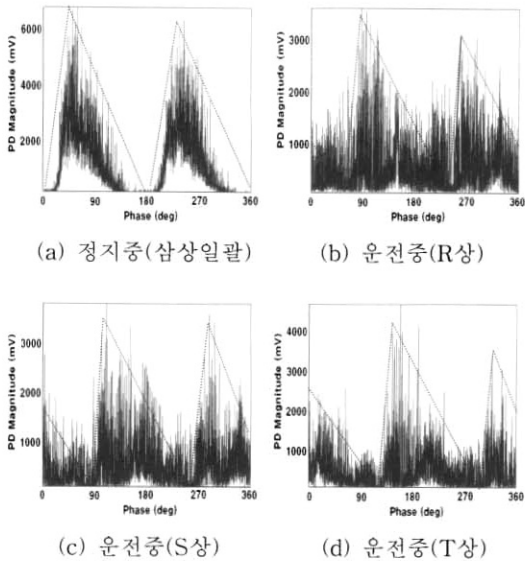 PD Magnitude (mV)
6000
4000
2000
0
90
180
270
360
Phase (deg)
(a) 정지중(삼상일괄)
PD Magnitude (mV)
3000
2000
1000
0
90
180
270
360
Phase (deg)
(b) 운전중(R상)
PD Magnitude (mV)
3000
2000
1000
0
90
180
270
360
Phase (deg)
(c) 운전중(S상)
PD Magnitude (mV)
4000
3000
2000
1000
0
90
180
270
360
Phase (deg)
(d) 운전중(T상)